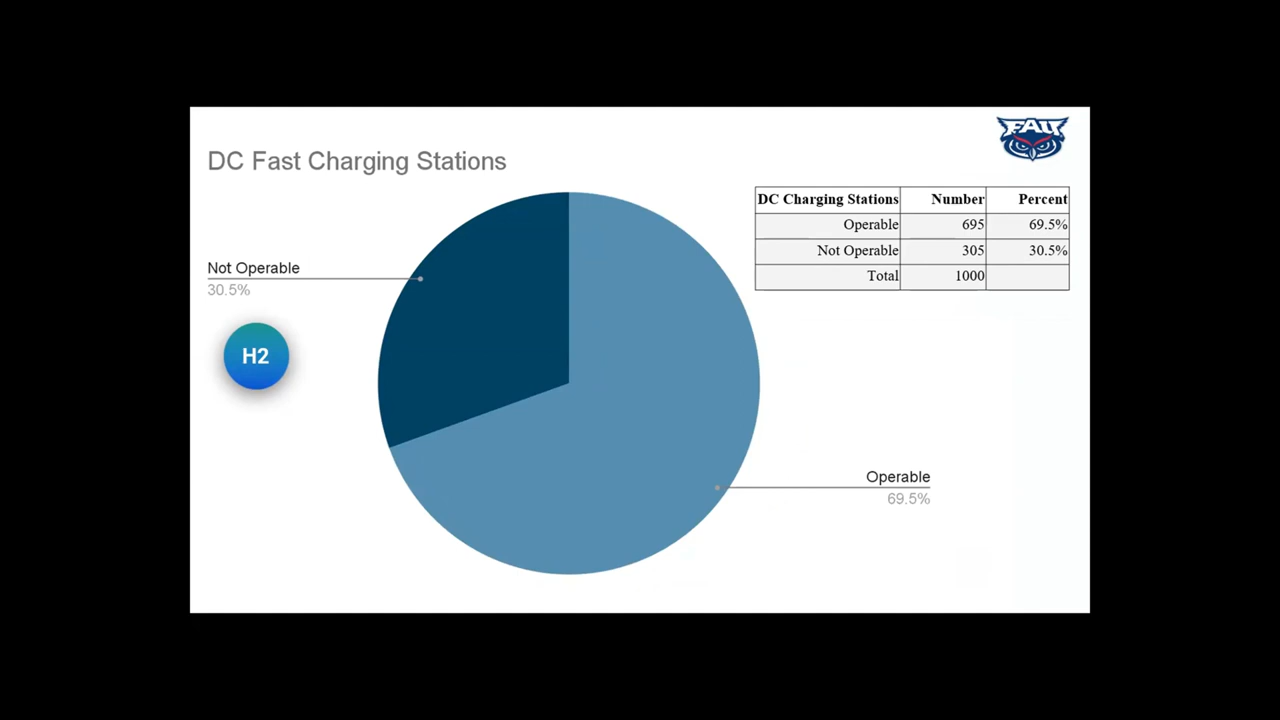 FAU
DC Fast Charging Stations
DC Charging Stations Number Percent
Operable 695 69.5%
Not Operable 305 30.5%
Total 1000
Not Operable
30.5%
H2
Operable
69.5%